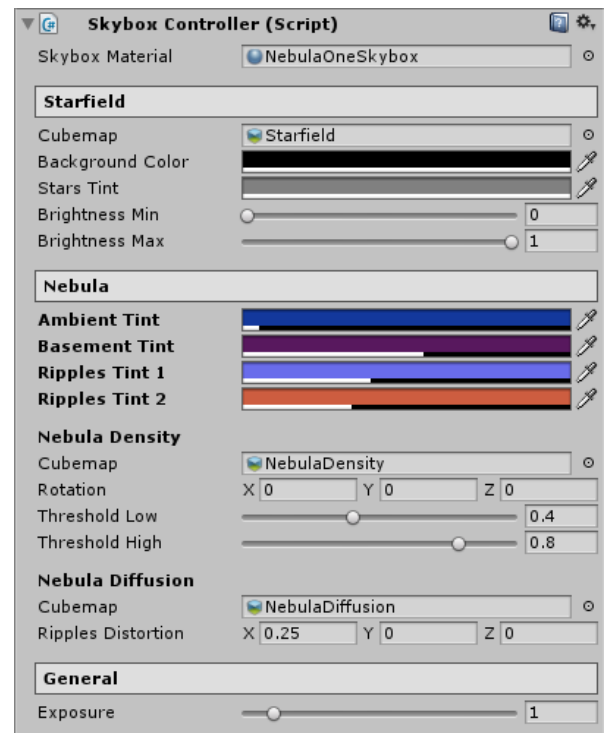 Skybox Controller (Script)
Skybox Material NebulaOneSkybox
Starfield
Cubemap Starfield
Background Color
Stars Tint
Brightness Min 0
Brightness Max 1
Nebula
Ambient Tint
Basement Tint
Ripples Tint 1
Ripples Tint 2
Nebula Density
Cubemap NebulaDensity
Rotation X 0 Y 0 Z 0
Threshold Low 0.4
Threshold High 0.8
Nebula Diffusion
Cubemap NebulaDiffusion
Ripples Distortion X 0.25 Y 0 Z 0
General
Exposure 1